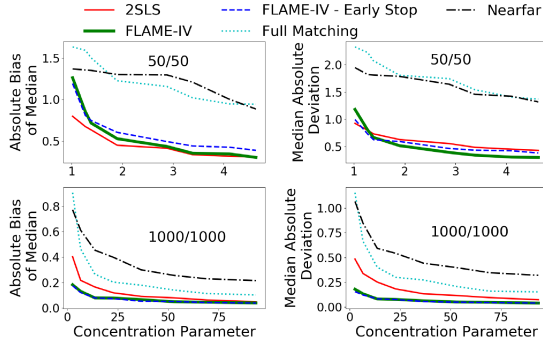 2SLS
FLAME-IV - Early Stop
Nearfar
FLAME-IV
Full Matching
Absolute Bias
of Median
1.5
1.0
0.5
50/50
1 2 3 4
Median Absolute
Deviation
2.0
1.5
1.0
0.5
50/50
1 2 3 4
Absolute Bias
of Median
0.8
0.6
0.4
0.2
0.0
1000/1000
0 25 50 75
Concentration Parameter
Median Absolute
Deviation
1.00
0.75
0.50
0.25
0.00
1000/1000
0 25 50 75
Concentration Parameter